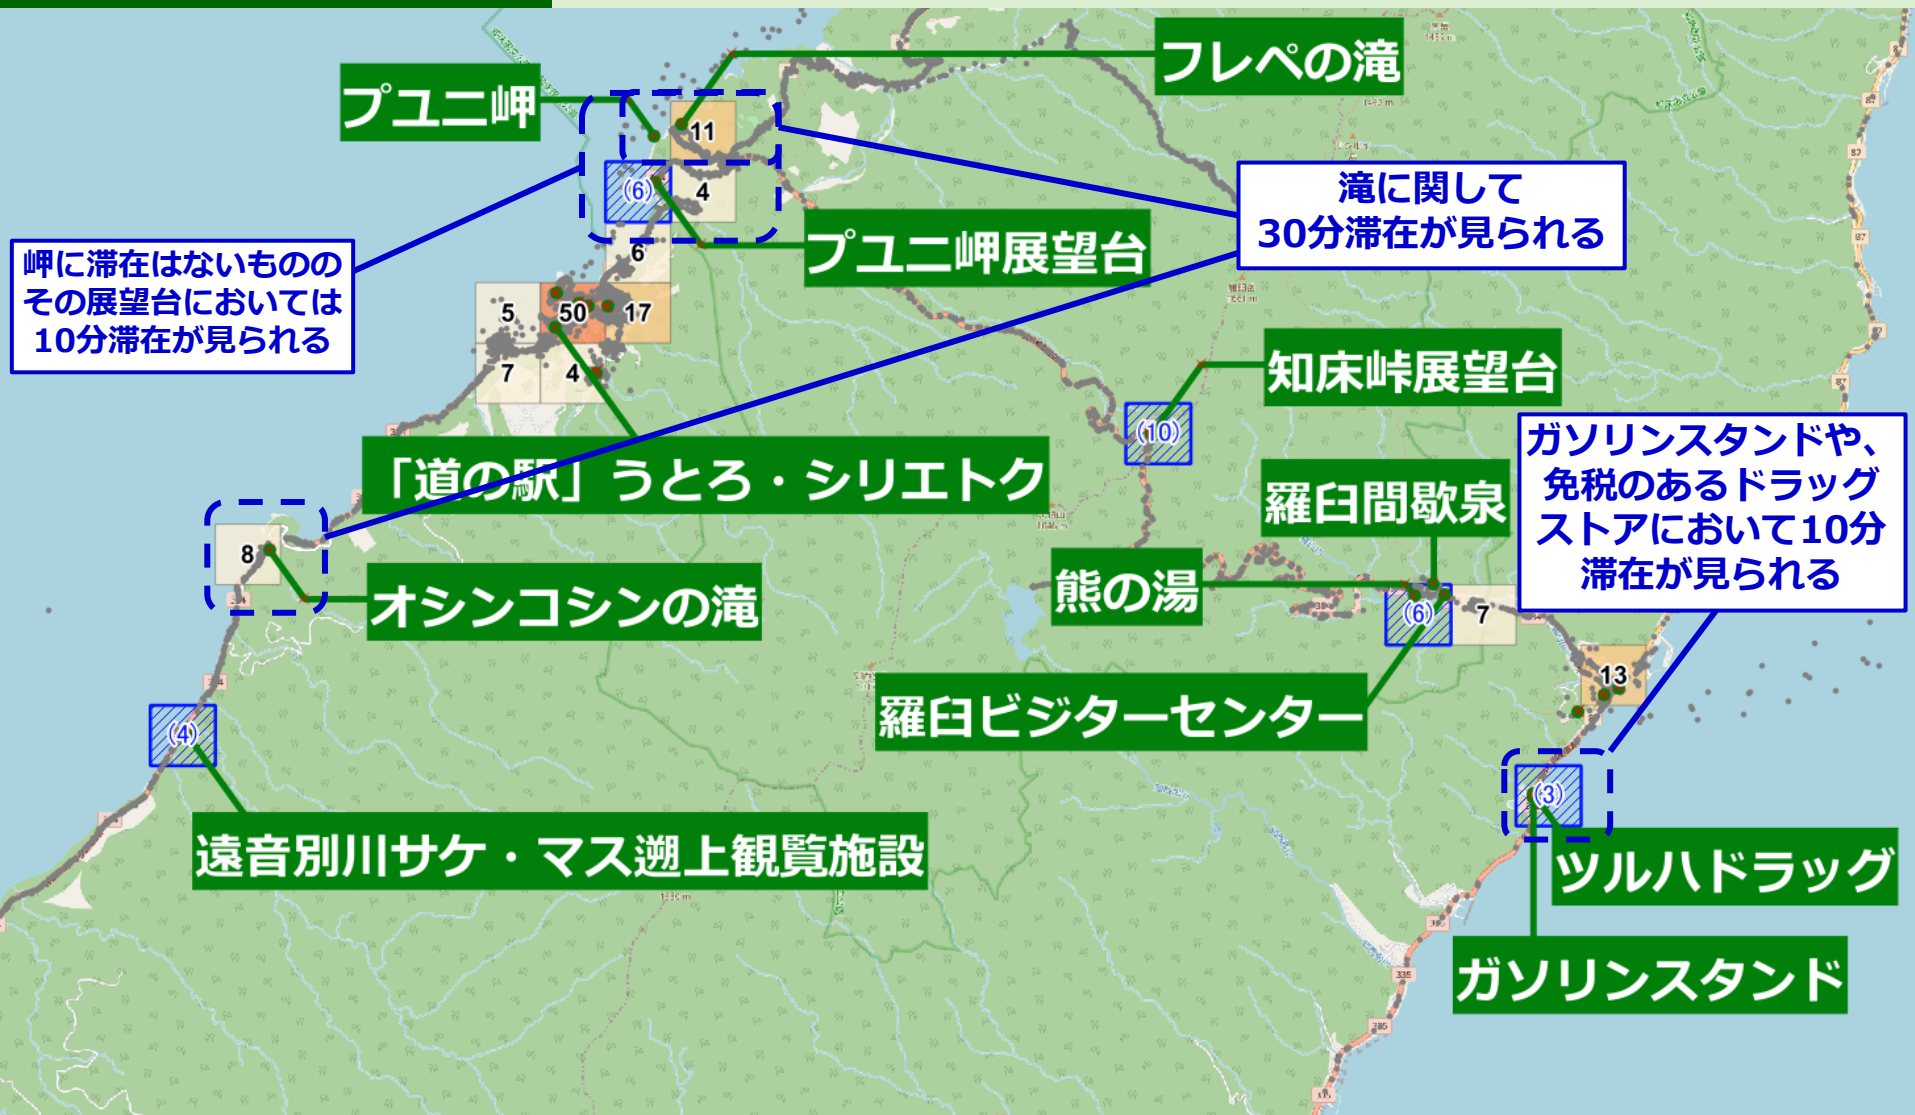 フレペの滝
プユニ岬
11
(6)
4
滝に関して
30分滞在が見られる
プユニ岬展望台
岬に滞在はないものの
その展望台においては
10分滞在が見られる
6
5
50
17
7
4
知床峠展望台
(10)
ガソリンスタンドや、
免税のあるドラッグ
ストアにおいて10分
滞在が見られる
「道の駅」うとろ・シリエトク
羅臼間歇泉
8
オシンコシンの滝
熊の湯
(6)
7
13
羅臼ビジターセンター
(4)
(3)
遠音別川サケ・マス遡上観覧施設
ツルハドラッグ
ガソリンスタンド
87
87
335